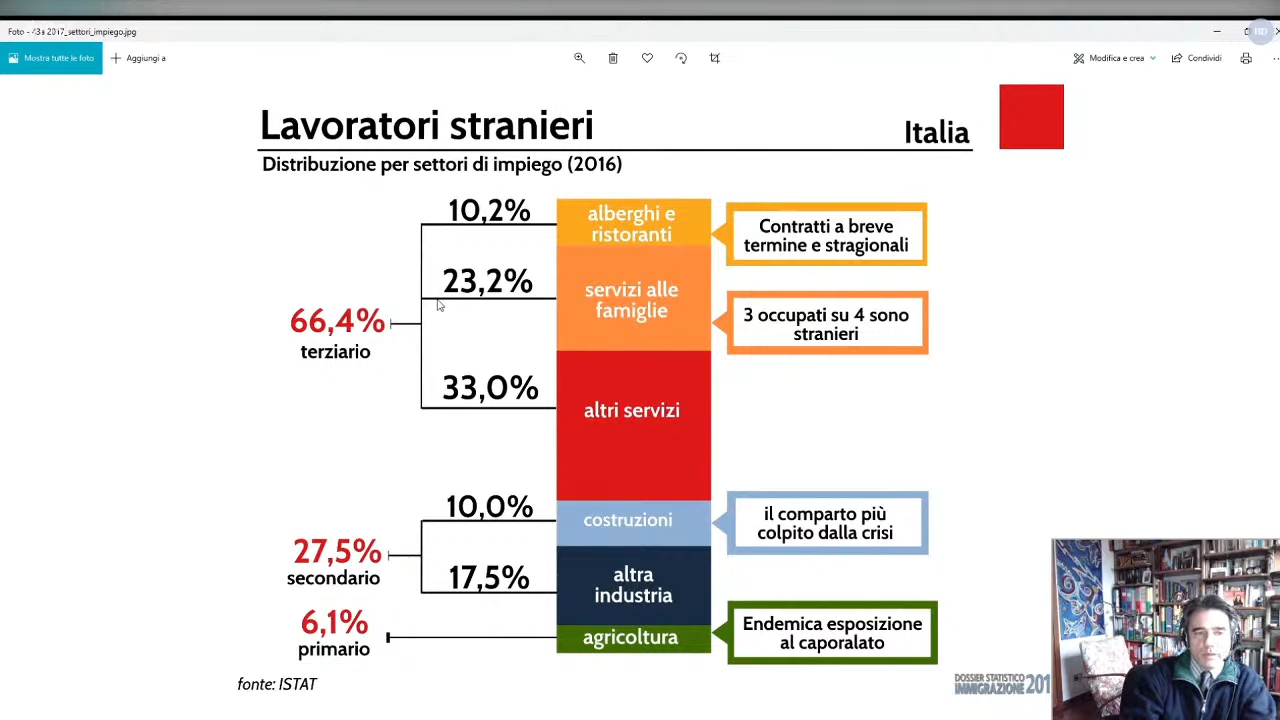 Foto - 43a 2017_settori_impiego.jpg
HD
Mostra tutte le foto
Aggiungi a
Modifica e crea
Condividi
Lavoratori stranieri
Italia
Distribuzione per settori di impiego (2016)
10,2%
alberghi e
ristoranti
Contratti a breve
termine e stragionali
23,2%
servizi alle
famiglie
3 occupati su 4 sono
stranieri
66,4%
terziario
33,0%
altri servizi
10,0%
costruzioni
il comparto più
colpito dalla crisi
27,5%
secondario
17,5%
altra
industria
6,1%
primario
agricoltura
Endemica esposizione
al caporalato
fonte: ISTAT
DOSSIER STATISTICO
IMMIGRAZIONE 201